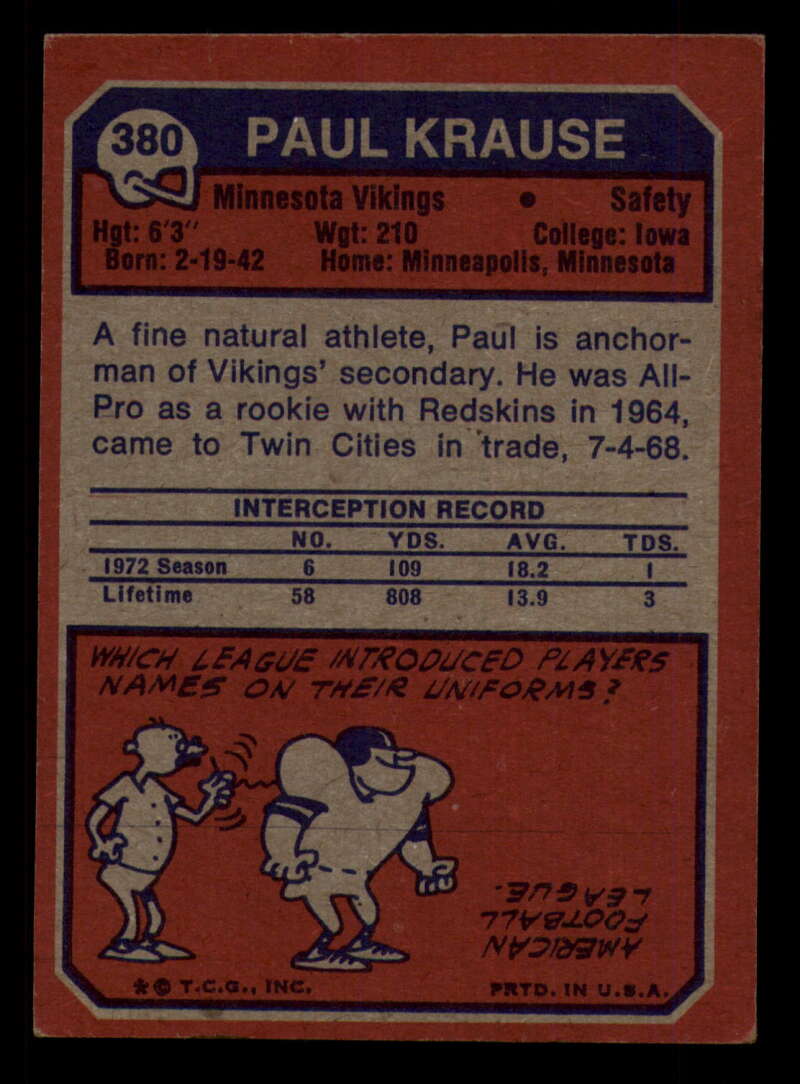 380 PAUL KRAUSE
Minnesota Vikings • Safety
Hgt: 6'3" Wgt: 210 College: Iowa
Born: 2-19-42 Home: Minneapolis, Minnesota
A fine natural athlete, Paul is anchor-
man of Vikings' secondary. He was All-
Pro as a rookie with Redskins in 1964,
came to Twin Cities in trade, 7-4-68.
INTERCEPTION RECORD
NO. YDS. AVG. TDS.
1972 Season 6 109 18.2 1
Lifetime 58 808 13.9 3
WHICH LEAGUE INTRODUCED PLAYERS
NAMES ON THEIR UNIFORMS?
AMERICAN
FOOTBALL
LEAGUE.
*© T.C.G., INC. PRTD. IN U.S.A.